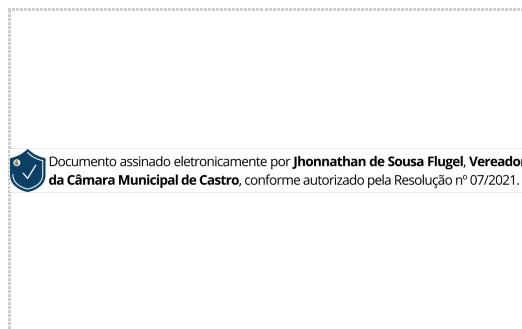 Documento assinado eletronicamente por Jhonnathan de Sousa Flugel, Vereador
da Câmara Municipal de Castro, conforme autorizado pela Resolução nº 07/2021.